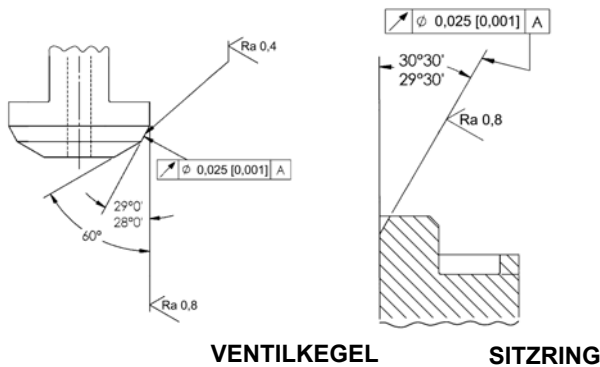 Ra 0,4
⌰ Ø 0,025 [0,001] A
29°0'
28°0'
60°
Ra 0,8
VENTILKEGEL
⌰ Ø 0,025 [0,001] A
30°30'
29°30'
Ra 0,8
SITZRING